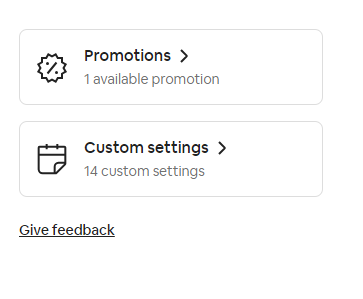 Promotions
1 available promotion
Custom settings
14 custom settings
Give feedback